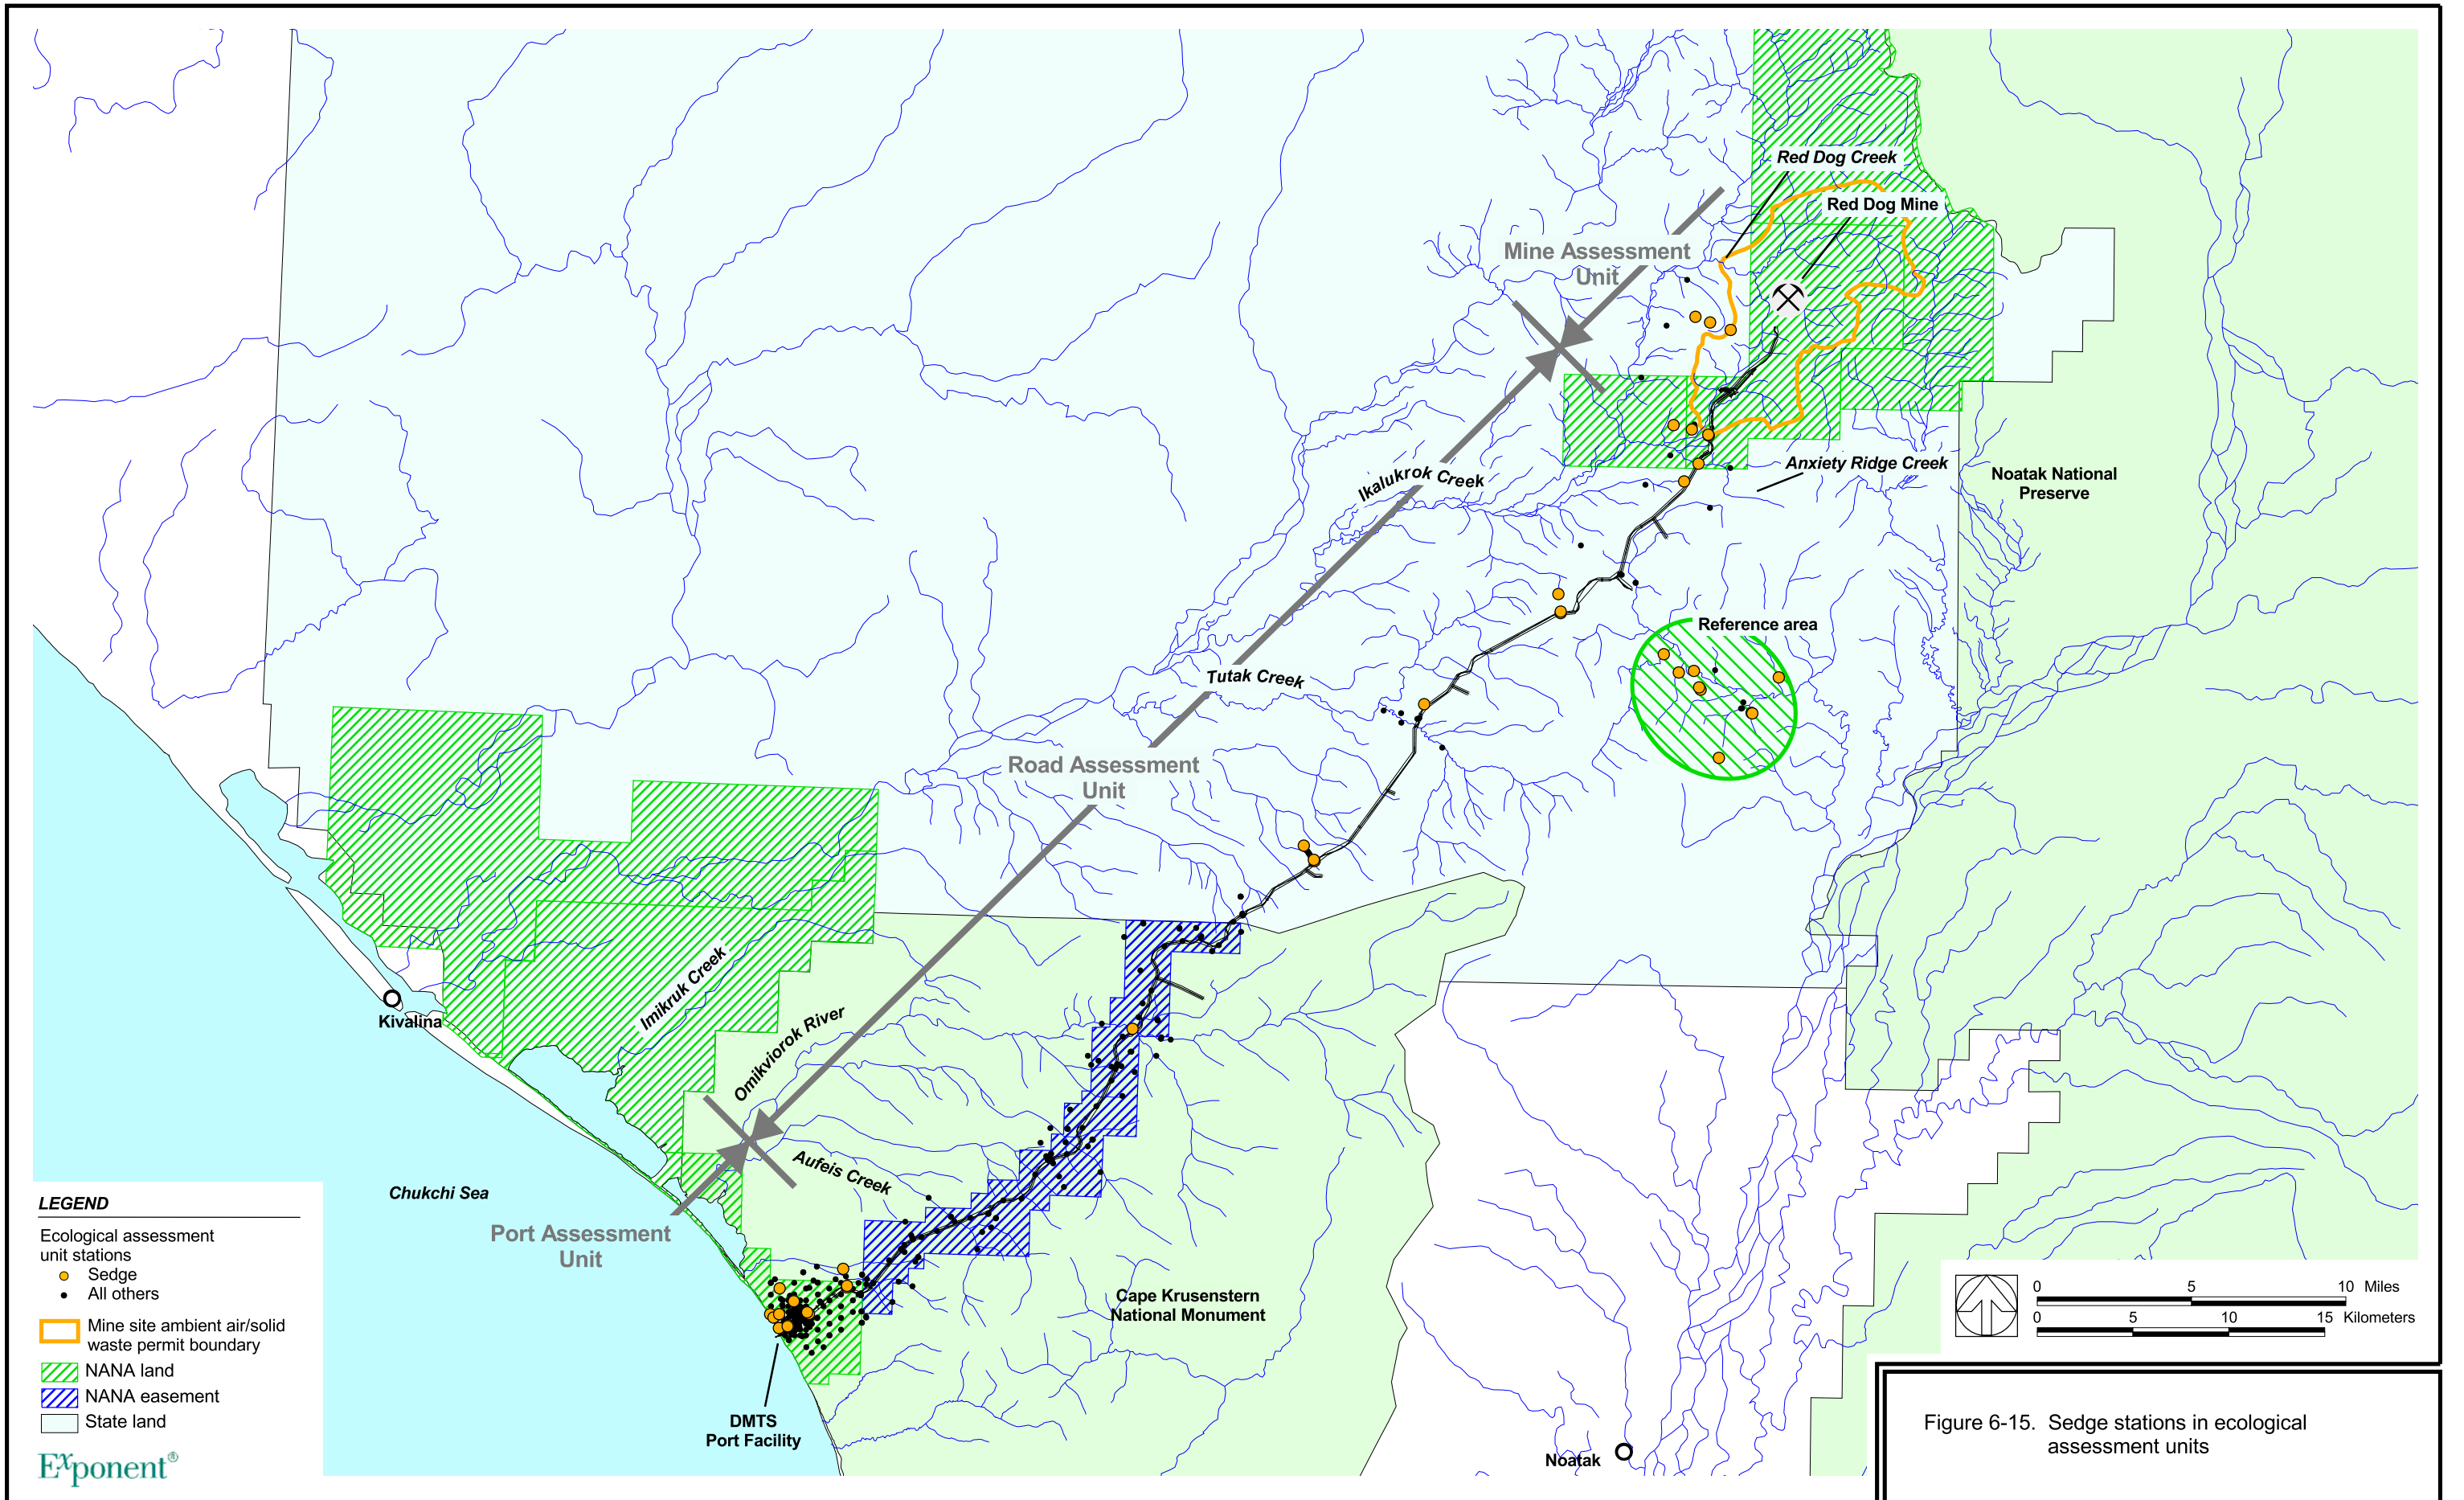 Red Dog Creek
Red Dog Mine
Mine Assessment
Unit
Ikalukrok Creek
Anxiety Ridge Creek
Noatak National
Preserve
Reference area
Tutak Creek
Road Assessment
Unit
Imikruk Creek
Kivalina
Omikviorok River
Aufeis Creek
Chukchi Sea
Port Assessment
Unit
Cape Krusenstern
National Monument
DMTS
Port Facility
Noatak
LEGEND
Ecological assessment
unit stations
Sedge
All others
Mine site ambient air/solid
waste permit boundary
NANA land
NANA easement
State land
Exponent®
0 5 10 Miles
0 5 10 15 Kilometers
Figure 6-15. Sedge stations in ecological
assessment units